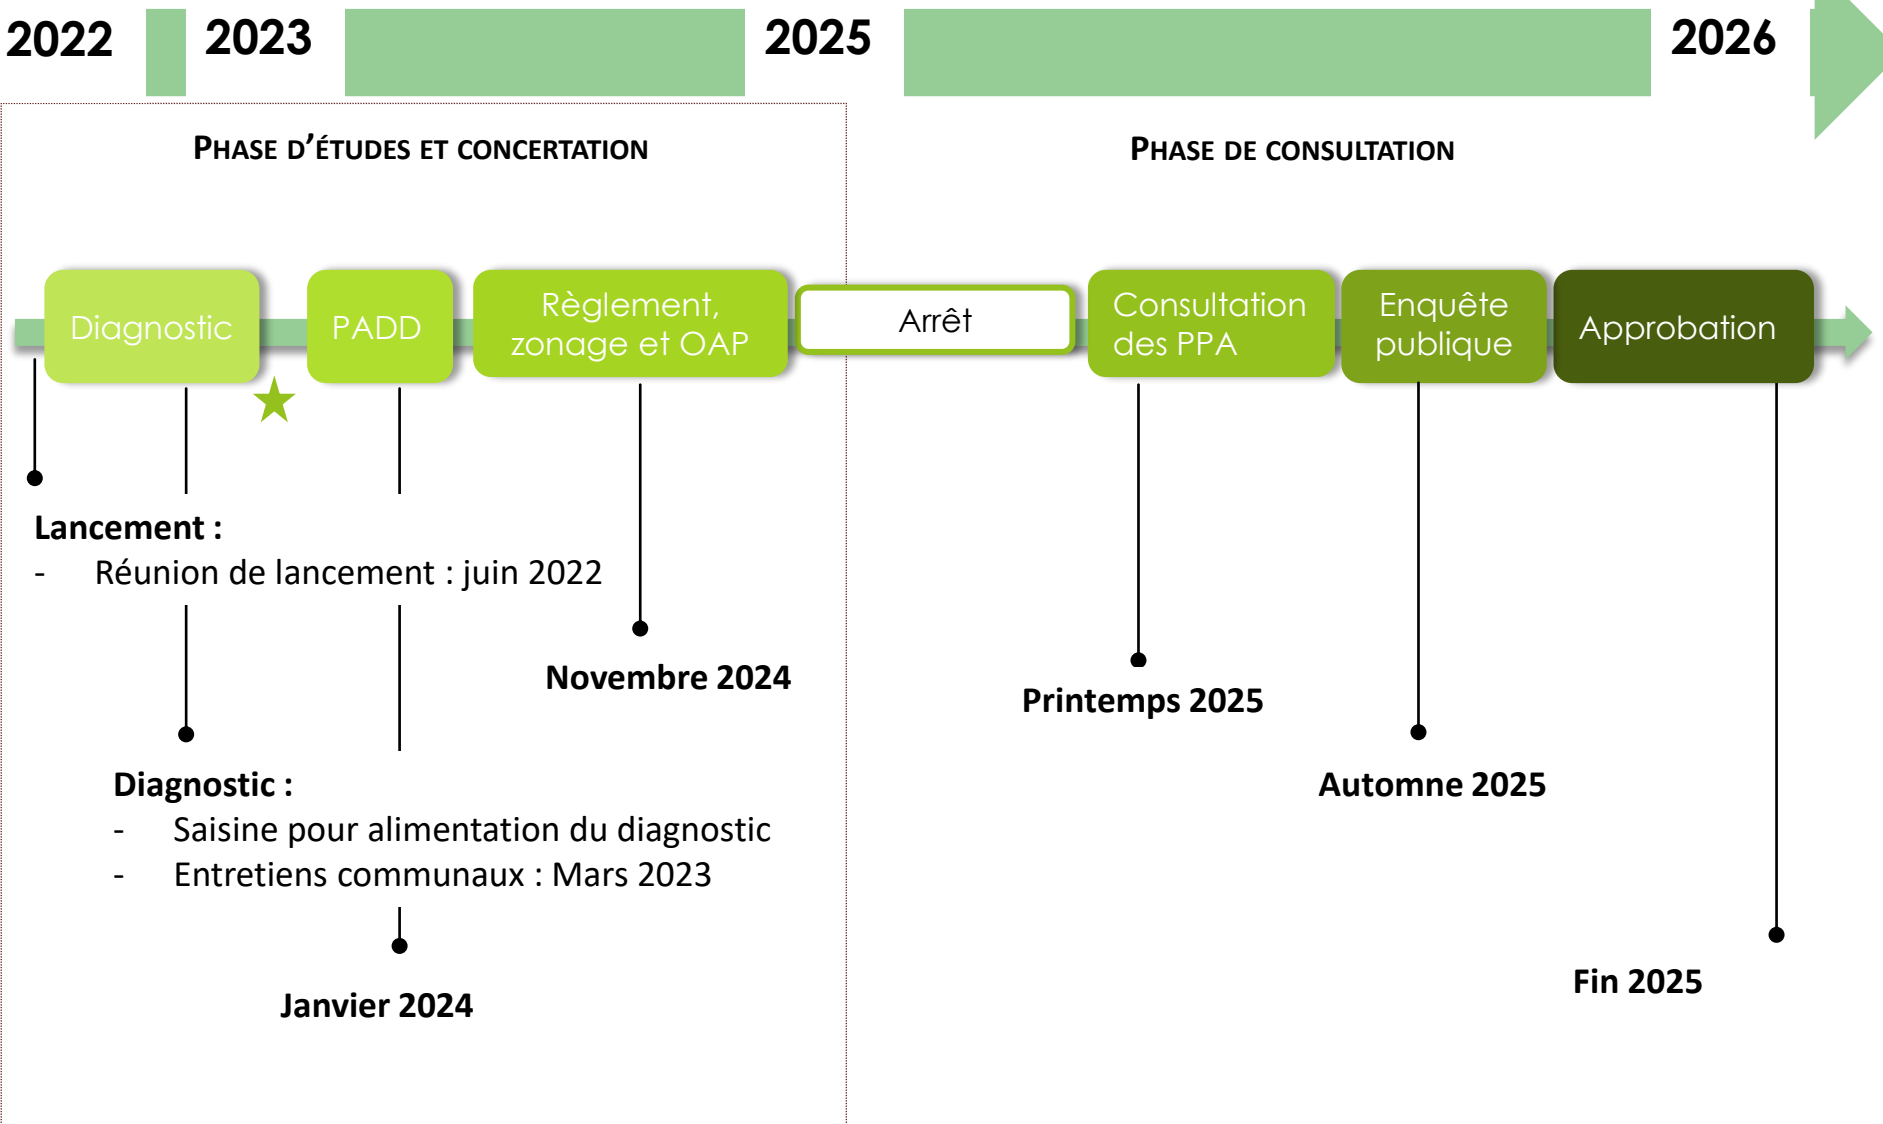 2022 2023 2025 2026
PHASE D'ÉTUDES ET CONCERTATION
PHASE DE CONSULTATION
Diagnostic
PADD
Règlement,
zonage et OAP
Arrêt
Consultation
des PPA
Enquête
publique
Approbation
Lancement :
- Réunion de lancement : juin 2022
Novembre 2024
Printemps 2025
Diagnostic :
- Saisine pour alimentation du diagnostic
- Entretiens communaux : Mars 2023
Automne 2025
Janvier 2024
Fin 2025